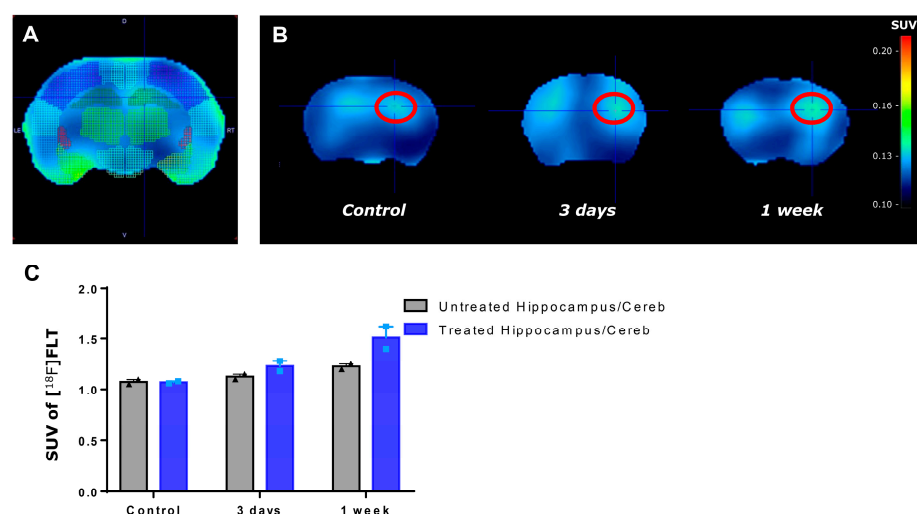 A
D
LE
RT
V
B
SUV
0.20 -
0.16 -
0.13 -
0.10 -
Control
3 days
1 week
C
SUV of [¹⁸F]FLT
2.0
1.5
1.0
0.5
0.0
Control
3 days
1 week
Untreated Hippocampus/Cereb
Treated Hippocampus/Cereb